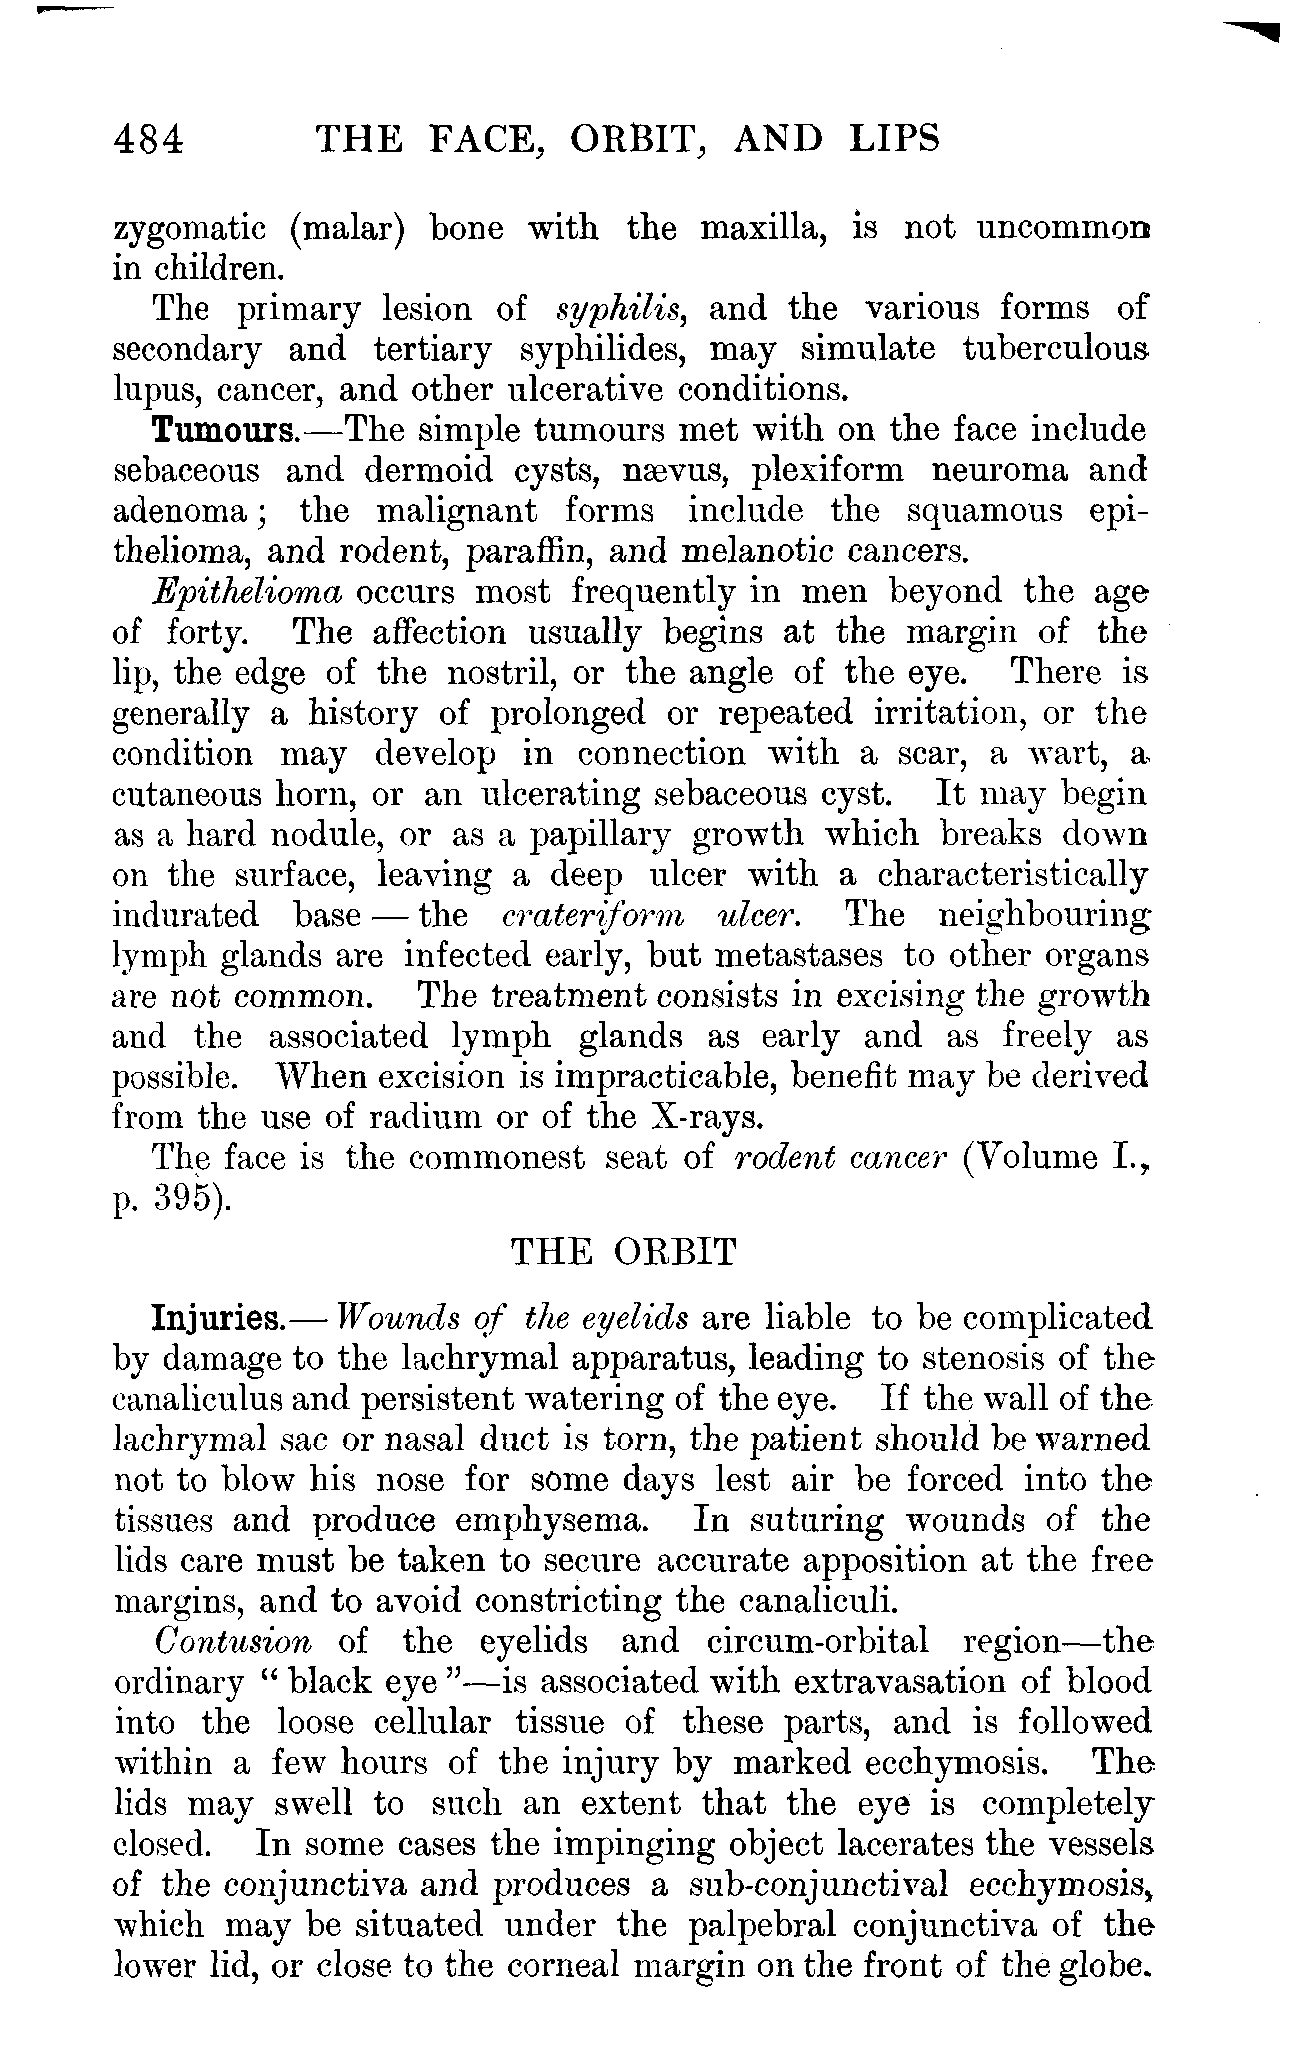 484 THE FACE, ORBIT, AND LIPS
zygomatic (malar) bone with the maxilla, is not uncommon
in children.
The primary lesion of syphilis, and the various forms of
secondary and tertiary syphilides, may simulate tuberculous
lupus, cancer, and other ulcerative conditions.
Tumours.—The simple tumours met with on the face include
sebaceous and dermoid cysts, nævus, plexiform neuroma and
adenoma ; the malignant forms include the squamous epi-
thelioma, and rodent, paraffin, and melanotic cancers.
Epithelioma occurs most frequently in men beyond the age
of forty. The affection usually begins at the margin of the
lip, the edge of the nostril, or the angle of the eye. There is
generally a history of prolonged or repeated irritation, or the
condition may develop in connection with a scar, a wart, a
cutaneous horn, or an ulcerating sebaceous cyst. It may begin
as a hard nodule, or as a papillary growth which breaks down
on the surface, leaving a deep ulcer with a characteristically
indurated base — the crateriform ulcer. The neighbouring
lymph glands are infected early, but metastases to other organs
are not common. The treatment consists in excising the growth
and the associated lymph glands as early and as freely as
possible. When excision is impracticable, benefit may be derived
from the use of radium or of the X-rays.
The face is the commonest seat of rodent cancer (Volume I.,
p. 395).
THE ORBIT
Injuries.— Wounds of the eyelids are liable to be complicated
by damage to the lachrymal apparatus, leading to stenosis of the
canaliculus and persistent watering of the eye. If the wall of the
lachrymal sac or nasal duct is torn, the patient should be warned
not to blow his nose for some days lest air be forced into the
tissues and produce emphysema. In suturing wounds of the
lids care must be taken to secure accurate apposition at the free
margins, and to avoid constricting the canaliculi.
Contusion of the eyelids and circum-orbital region—the
ordinary “ black eye ”—is associated with extravasation of blood
into the loose cellular tissue of these parts, and is followed
within a few hours of the injury by marked ecchymosis. The
lids may swell to such an extent that the eye is completely
closed. In some cases the impinging object lacerates the vessels
of the conjunctiva and produces a sub-conjunctival ecchymosis,
which may be situated under the palpebral conjunctiva of the
lower lid, or close to the corneal margin on the front of the globe.